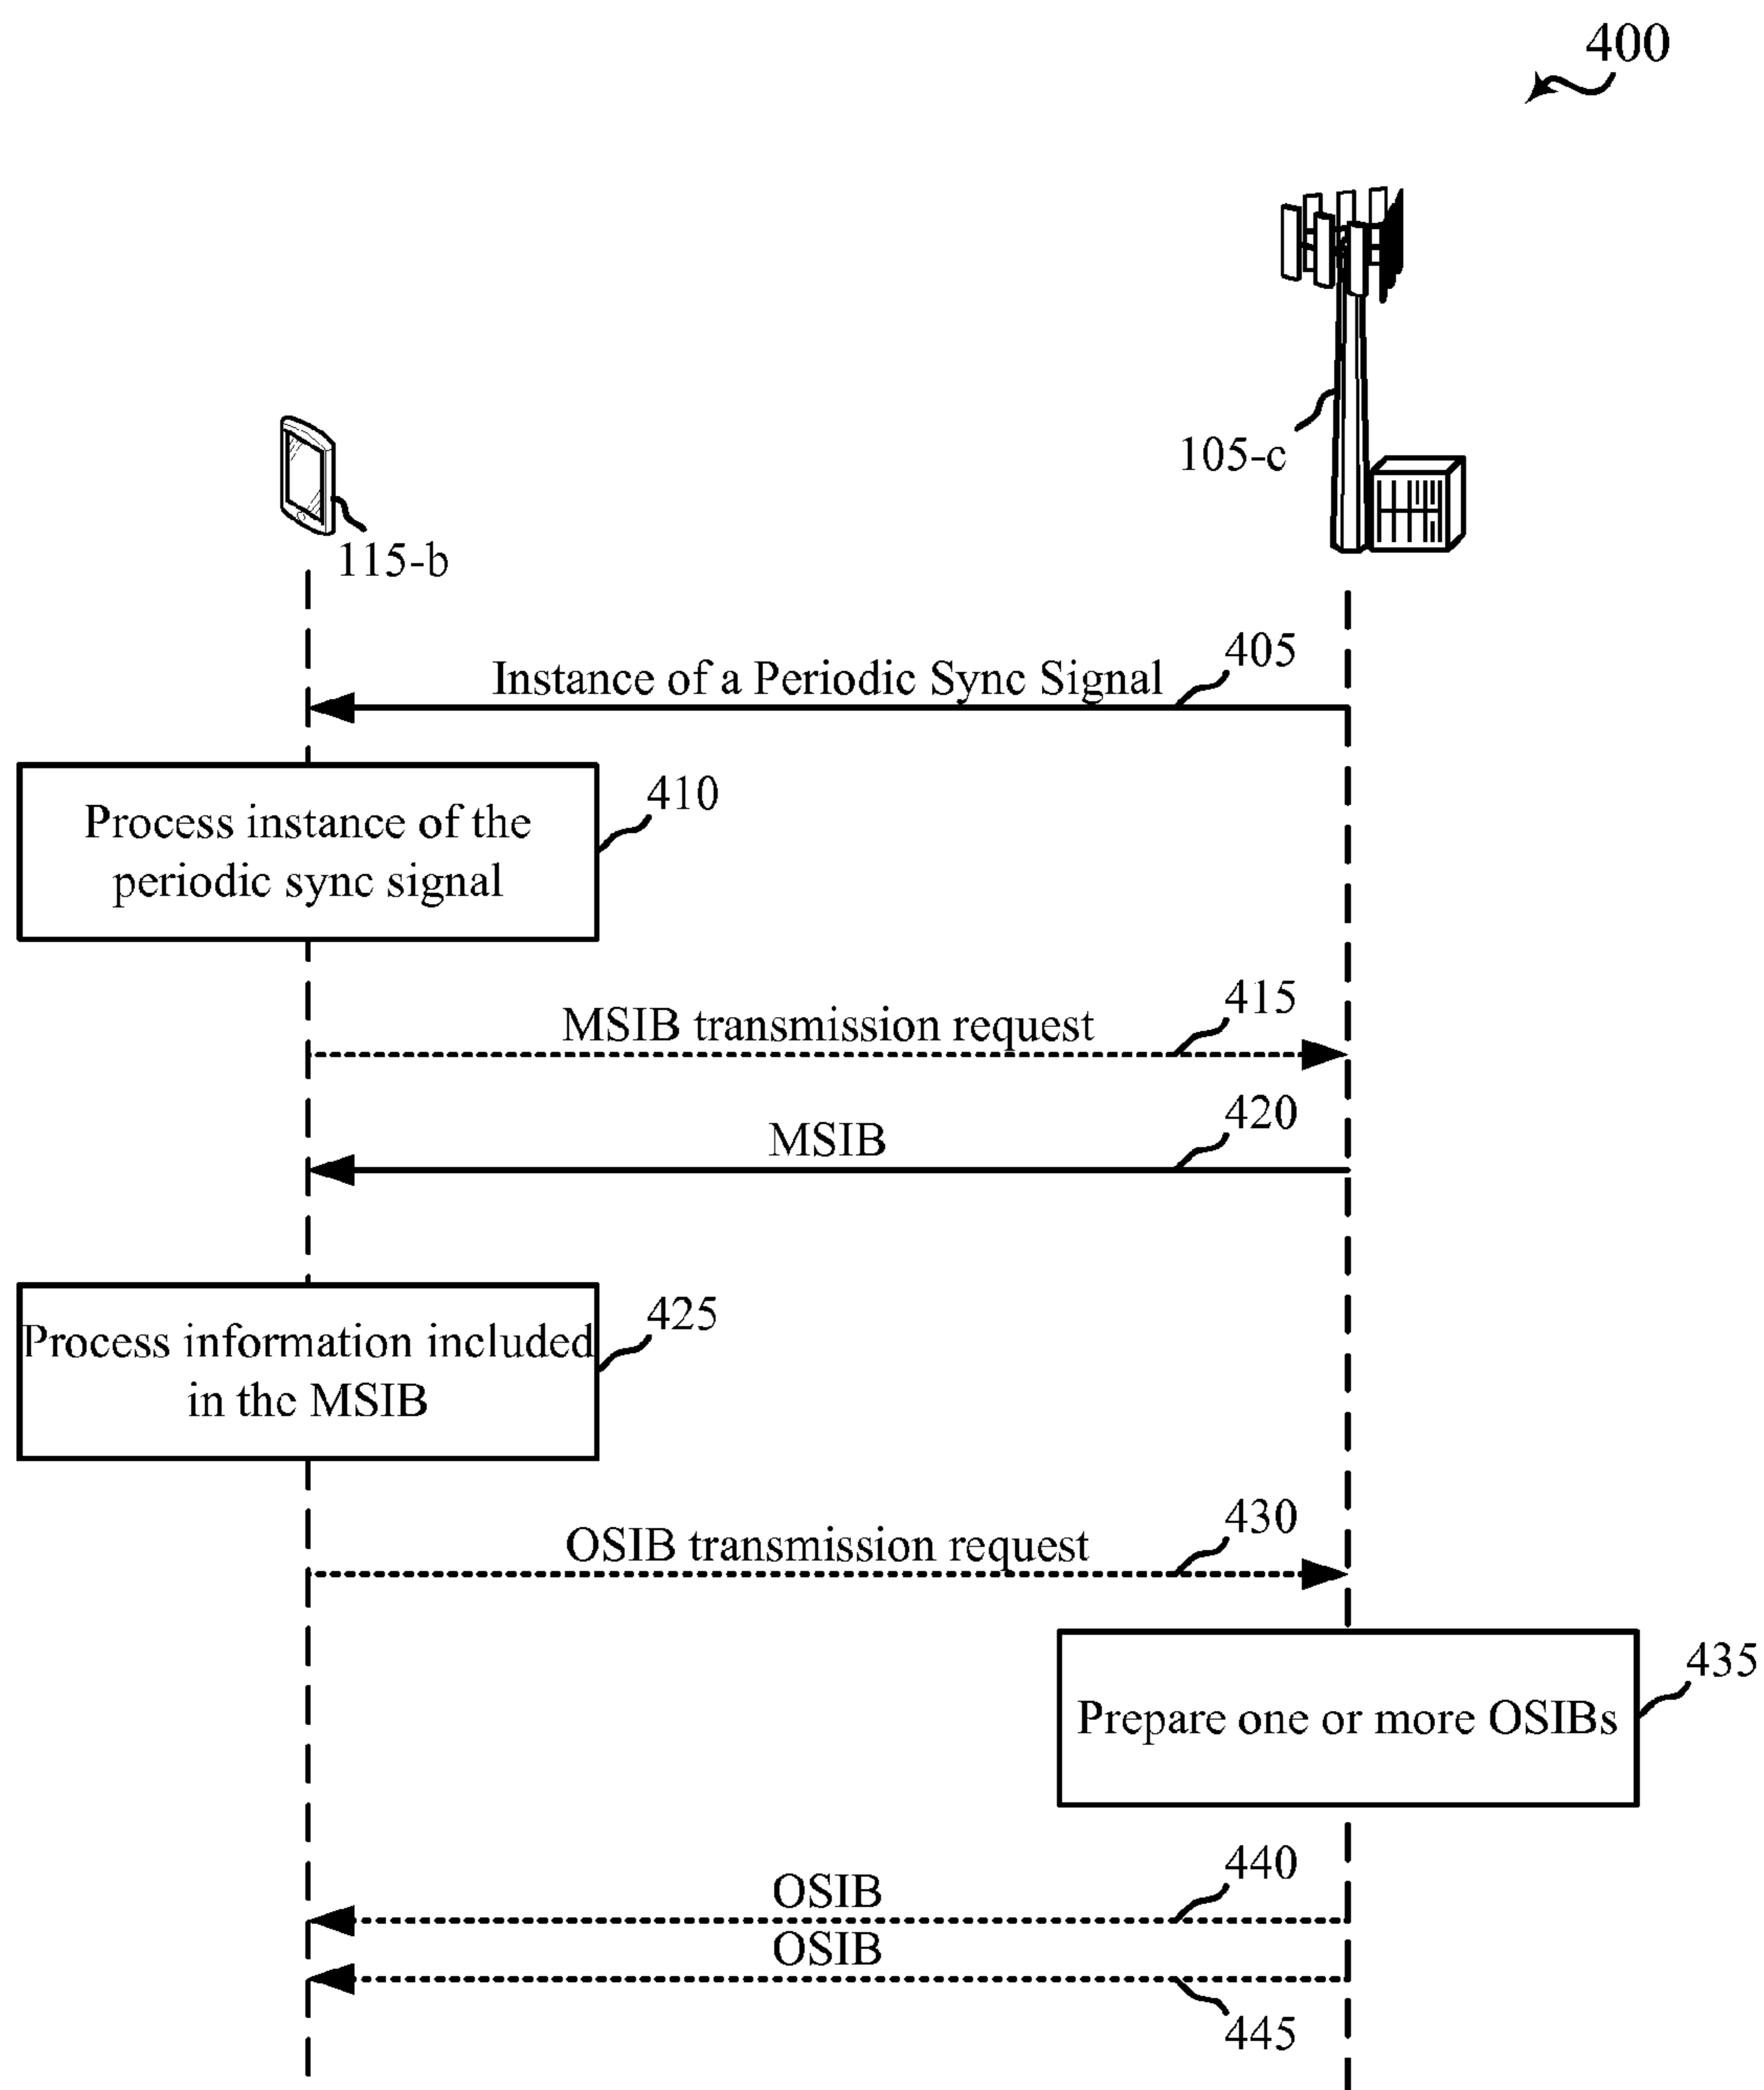 400
105-c
115-b
405
Instance of a Periodic Sync Signal
410
Process instance of the
periodic sync signal
415
MSIB transmission request
420
MSIB
425
Process information included
in the MSIB
430
OSIB transmission request
435
Prepare one or more OSIBs
440
OSIB
OSIB
445